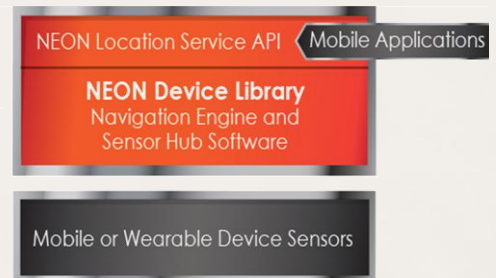 NEON Location Service API
Mobile Applications
NEON Device Library
Navigation Engine and
Sensor Hub Software
Mobile or Wearable Device Sensors